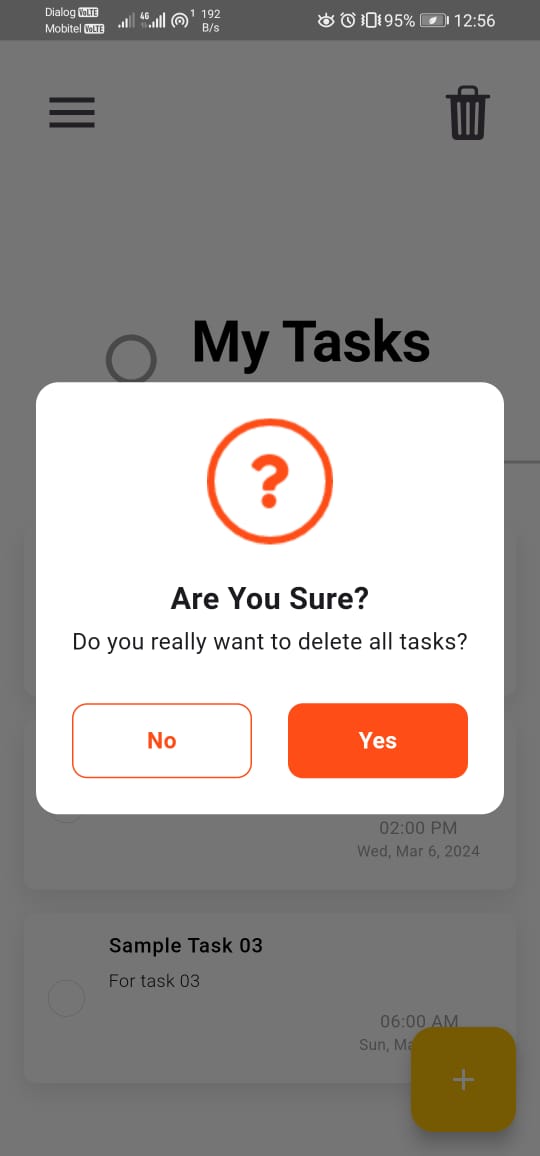 Dialog VoLTE
Mobitel VoLTE
4G
1
192
B/s
95%
12:56
My Tasks
?
Are You Sure?
Do you really want to delete all tasks?
No
Yes
02:00 PM
Wed, Mar 6, 2024
Sample Task 03
For task 03
06:00 AM
Sun,
+